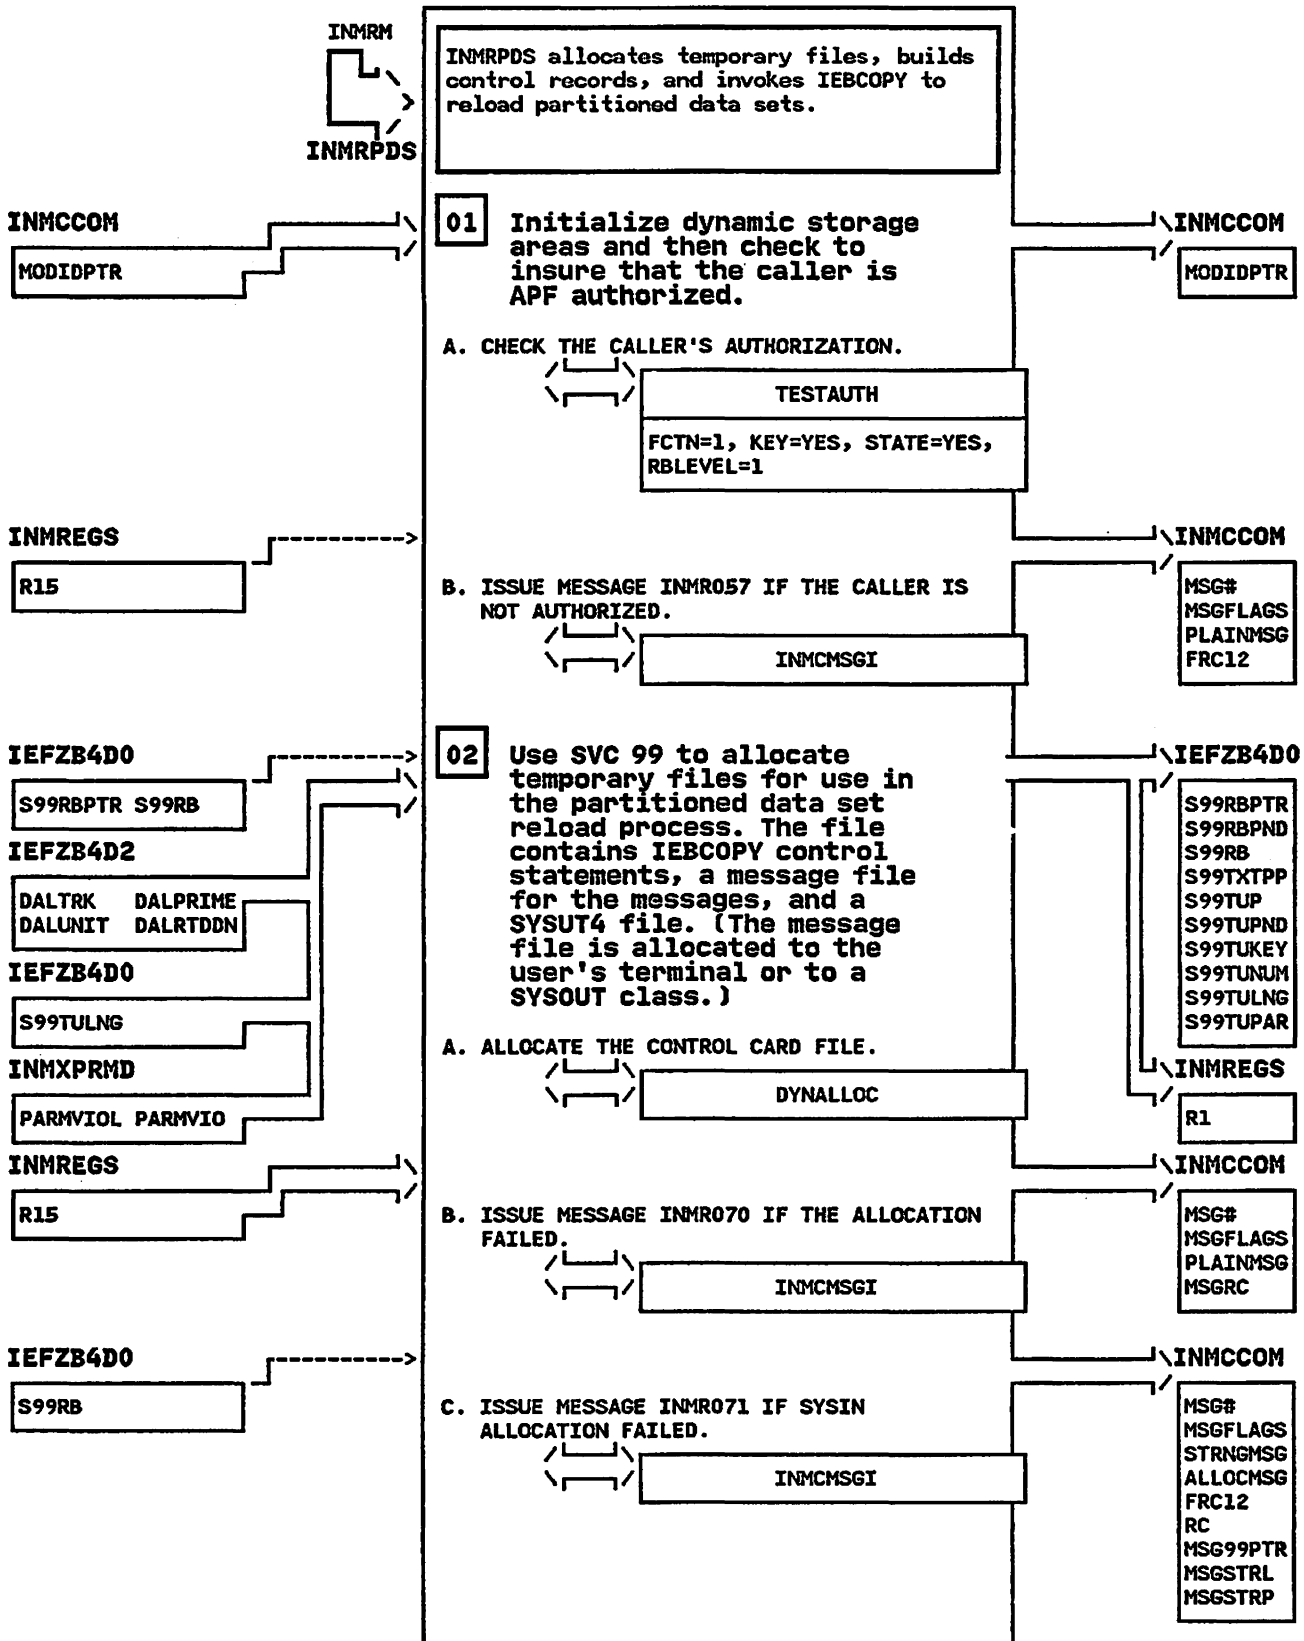 INMRM
INMRPDS
INMRPDS allocates temporary files, builds
control records, and invokes IEBCOPY to
reload partitioned data sets.
INMCCOM
MODIDPTR
01
Initialize dynamic storage
areas and then check to
insure that the caller is
APF authorized.
INMCCOM
MODIDPTR
A. CHECK THE CALLER'S AUTHORIZATION.
TESTAUTH
FCTN=1, KEY=YES, STATE=YES,
RBLEVEL=1
INMREGS
R15
B. ISSUE MESSAGE INMR057 IF THE CALLER IS
NOT AUTHORIZED.
INMCMSGI
INMCCOM
MSG#
MSGFLAGS
PLAINMSG
FRC12
IEFZB4D0
S99RBPTR S99RB
IEFZB4D2
DALTRK DALPRIME
DALUNIT DALRTDDN
IEFZB4D0
S99TULNG
INMXPRMD
PARMVIOL PARMVIO
02
Use SVC 99 to allocate
temporary files for use in
the partitioned data set
reload process. The file
contains IEBCOPY control
statements, a message file
for the messages, and a
SYSUT4 file. (The message
file is allocated to the
user's terminal or to a
SYSOUT class.)
IEFZB4D0
S99RBPTR
S99RBPND
S99RB
S99TXTPP
S99TUP
S99TUPND
S99TUKEY
S99TUNUM
S99TULNG
S99TUPAR
A. ALLOCATE THE CONTROL CARD FILE.
DYNALLOC
INMREGS
R1
INMREGS
R15
B. ISSUE MESSAGE INMR070 IF THE ALLOCATION
FAILED.
INMCMSGI
INMCCOM
MSG#
MSGFLAGS
PLAINMSG
MSGRC
IEFZB4D0
S99RB
C. ISSUE MESSAGE INMR071 IF SYSIN
ALLOCATION FAILED.
INMCMSGI
INMCCOM
MSG#
MSGFLAGS
STRNGMSG
ALLOCMSG
FRC12
RC
MSG99PTR
MSGSTRL
MSGSTRP